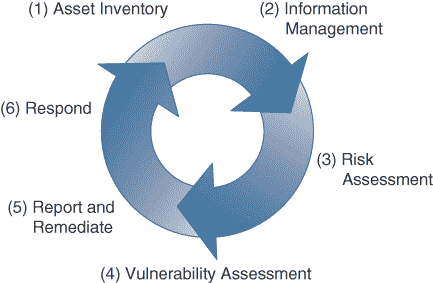 (1) Asset Inventory
(2) Information
Management
(3) Risk
Assessment
(4) Vulnerability Assessment
(5) Report and
Remediate
(6) Respond